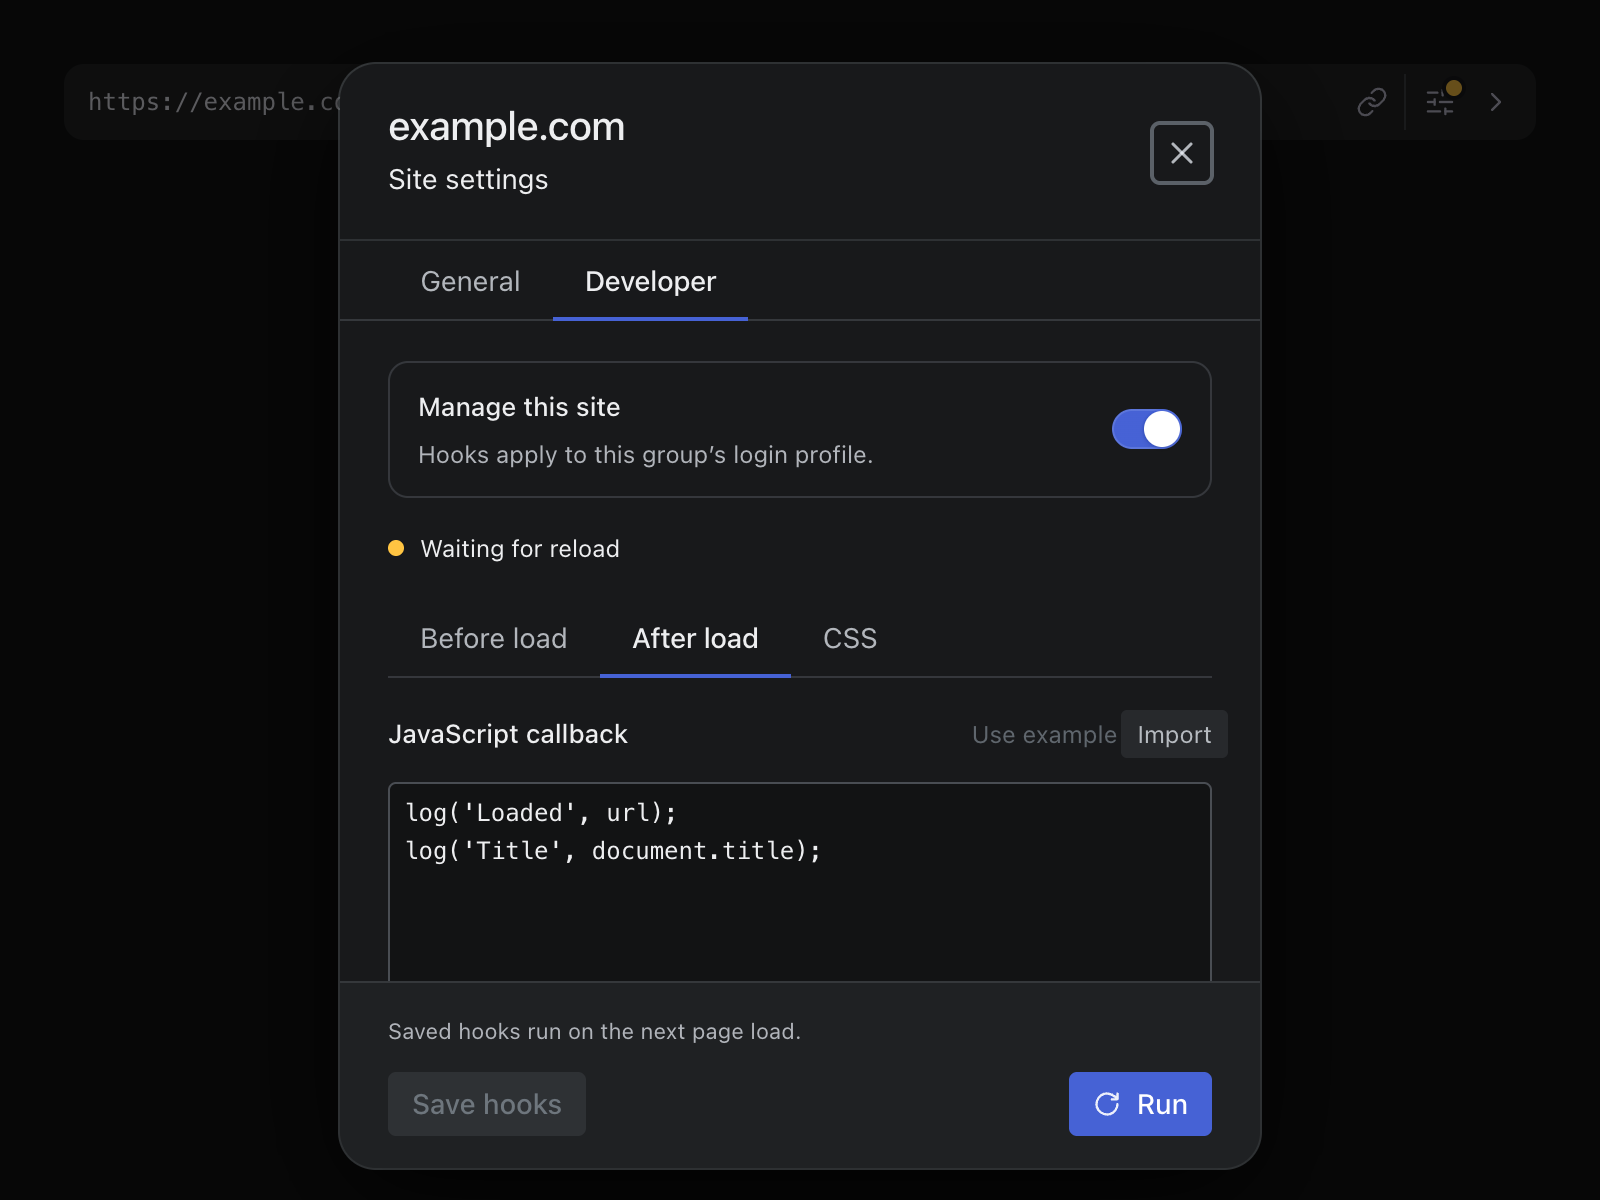 https://example.co
example.com
Site settings
General
Developer
Manage this site
Hooks apply to this group’s login profile.
Waiting for reload
Before load
After load
CSS
JavaScript callback
Use example
Import
log('Loaded', url);
log('Title', document.title);
Saved hooks run on the next page load.
Save hooks
Run